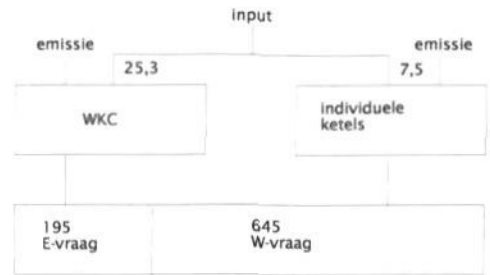 input
emissie
emissie
25,3
7,5
WKC
individuele
ketels
195
E-vraag
645
W-vraag